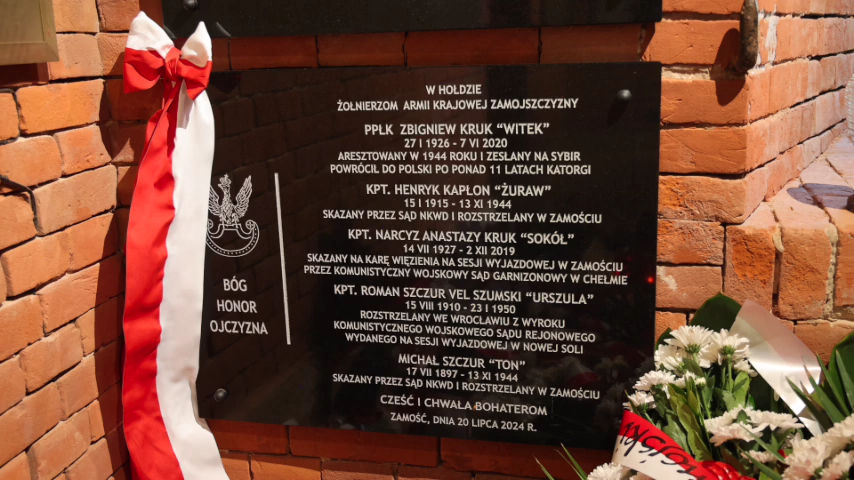 W HOŁDZIE
ŻOŁNIERZOM ARMII KRAJOWEJ ZAMOJSZCZYZNY
PPŁK ZBIGNIEW KRUK "WITEK"
27 I 1926 - 7 VI 2020
ARESZTOWANY W 1944 ROKU I ZESŁANY NA SYBIR
POWRÓCIŁ DO POLSKI PO PONAD 11 LATACH KATORGI
KPT. HENRYK KAPŁON "ŻURAW"
15 I 1915 - 13 XI 1944
SKAZANY PRZEZ SĄD NKWD I ROZSTRZELANY W ZAMOŚCIU
KPT. NARCYZ ANASTAZY KRUK "SOKÓŁ"
14 VII 1927 - 2 XII 2019
SKAZANY NA KARĘ WIĘZIENIA NA SESJI WYJAZDOWEJ W ZAMOŚCIU
PRZEZ KOMUNISTYCZNY WOJSKOWY SĄD GARNIZONOWY W CHEŁMIE
KPT. ROMAN SZCZUR VEL SZUMSKI "URSZULA"
15 VIII 1910 - 23 I 1950
ROZSTRZELANY WE WROCŁAWIU Z WYROKU
KOMUNISTYCZNEGO WOJSKOWEGO SĄDU REJONOWEGO
WYDANEGO NA SESJI WYJAZDOWEJ W NOWEJ SOLI
MICHAŁ SZCZUR "TON"
17 VII 1897 - 13 XI 1944
SKAZANY PRZEZ SĄD NKWD I ROZSTRZELANY W ZAMOŚCIU
CZEŚĆ I CHWAŁA BOHATEROM
ZAMOŚĆ, DNIA 20 LIPCA 2024 R.
BÓG
HONOR
OJCZYZNA